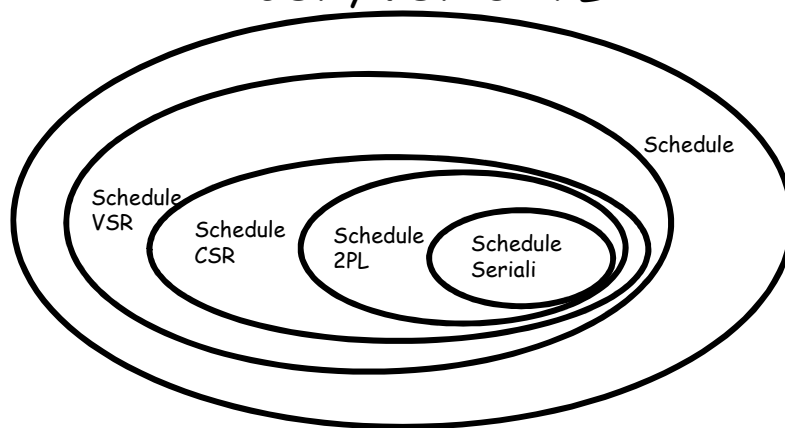 Schedule
Schedule
VSR
Schedule
CSR
Schedule
2PL
Schedule
Seriali